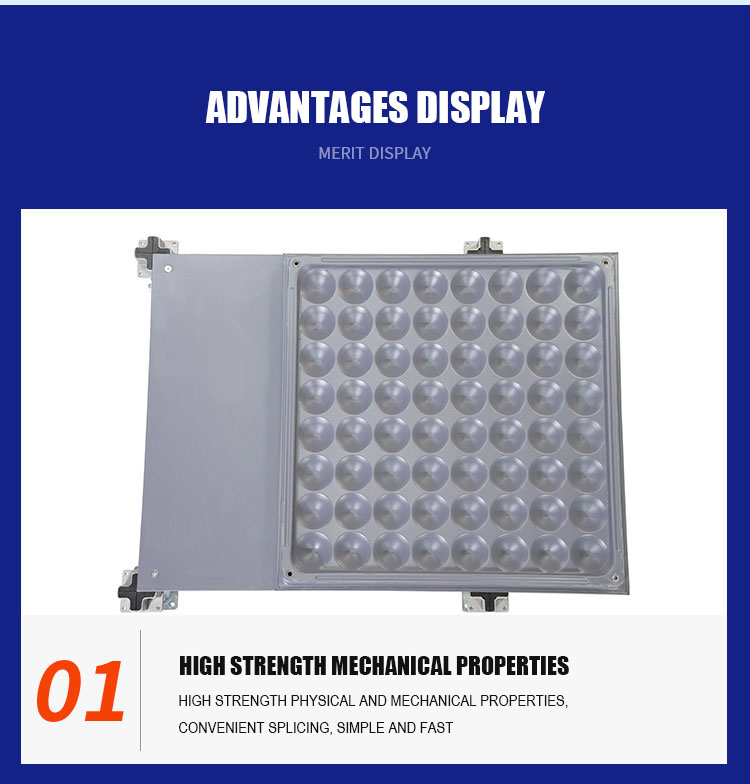 ADVANTAGES DISPLAY
MERIT DISPLAY
01
HIGH STRENGTH MECHANICAL PROPERTIES
HIGH STRENGTH PHYSICAL AND MECHANICAL PROPERTIES,
CONVENIENT SPLICING, SIMPLE AND FAST